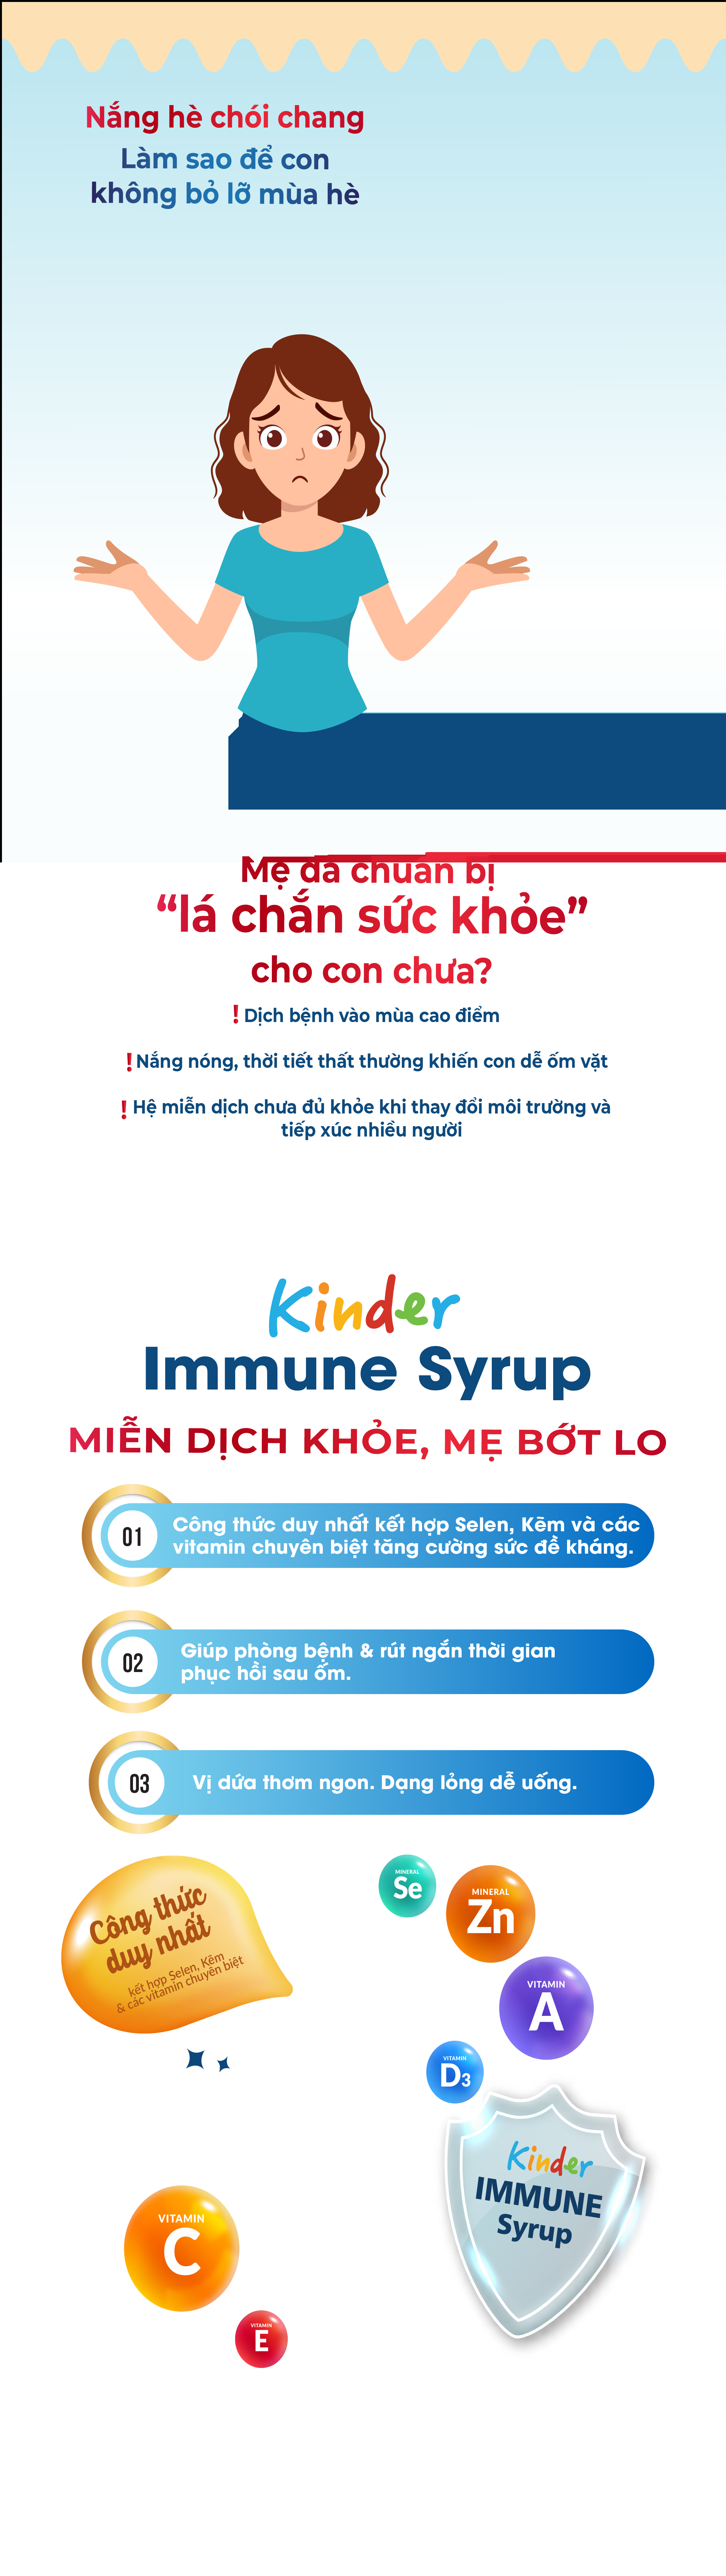 Nắng hè chói chang
Làm sao để con
không bỏ lỡ mùa hè
Mẹ đã chuẩn bị
“lá chắn sức khỏe”
cho con chưa?
! Dịch bệnh vào mùa cao điểm
! Nắng nóng, thời tiết thất thường khiến con dễ ốm vặt
! Hệ miễn dịch chưa đủ khỏe khi thay đổi môi trường và
tiếp xúc nhiều người
Kinder
Immune Syrup
MIỄN DỊCH KHỎE, MẸ BỚT LO
01
Công thức duy nhất kết hợp Selen, Kẽm và các
vitamin chuyên biệt tăng cường sức đề kháng.
02
Giúp phòng bệnh & rút ngắn thời gian
phục hồi sau ốm.
03
Vị dứa thơm ngon. Dạng lỏng dễ uống.
Công thức
duy nhất
kết hợp Selen, Kẽm
& các vitamin chuyên biệt
MINERAL
Se
MINERAL
Zn
VITAMIN
A
VITAMIN
D3
Kinder
IMMUNE
Syrup
VITAMIN
C
VITAMIN
E